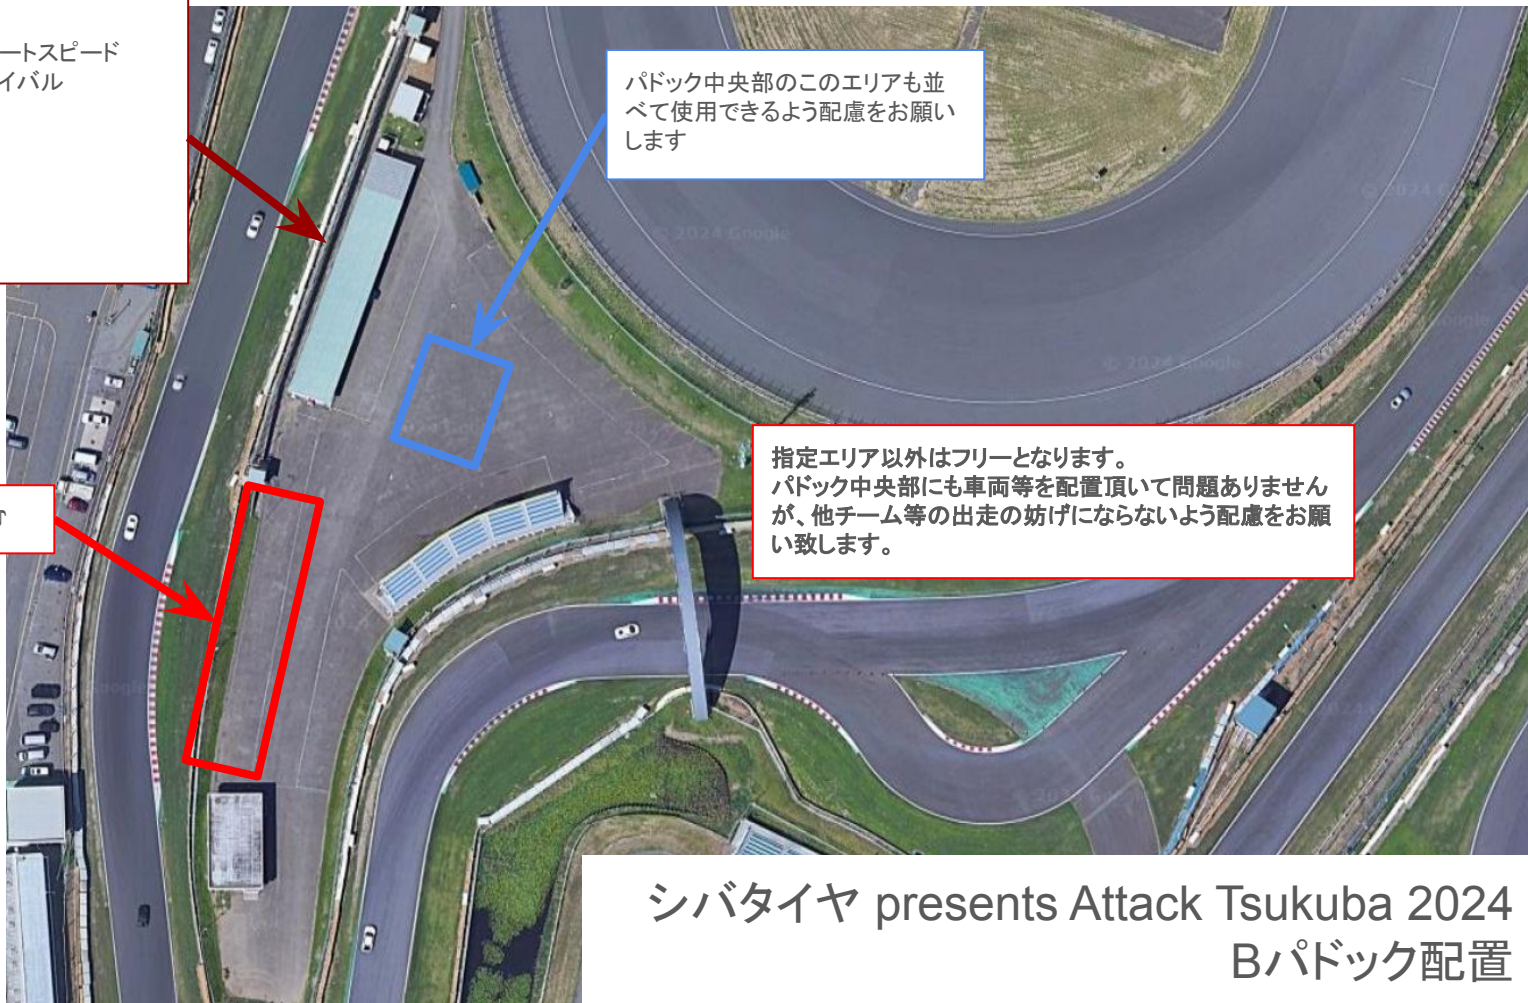 ートスピード
イバル
パドック中央部のこのエリアも並
べて使用できるよう配慮をお願い
します
© 2024 Google
© 2024 Google
指定エリア以外はフリーとなります。
パドック中央部にも車両等を配置頂いて問題ありません
が、他チーム等の出走の妨げにならないよう配慮をお願
い致します。
シバタイヤ presents Attack Tsukuba 2024
Bパドック配置